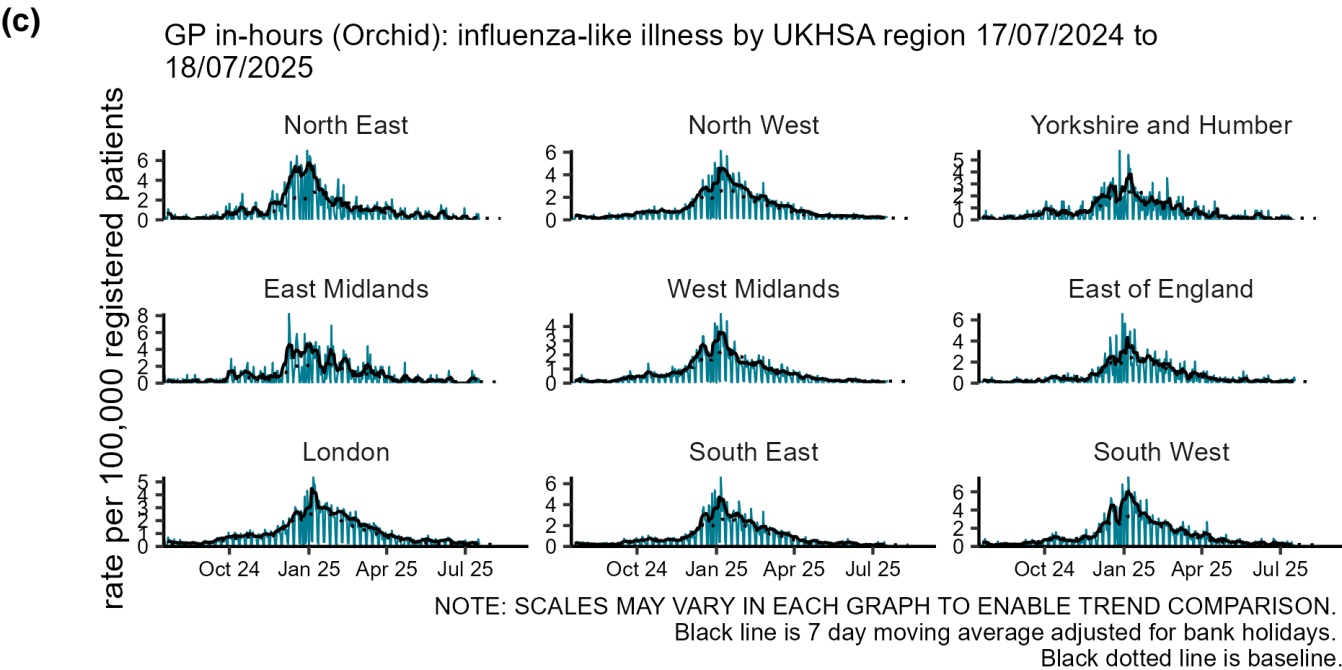 (c)
GP in-hours (Orchid): influenza-like illness by UKHSA region 17/07/2024 to
18/07/2025
rate per 100,000 registered patients
North East
6
4
2
0
North West
6
4
2
0
Yorkshire and Humber
5
4
3
2
1
0
East Midlands
8
6
4
2
0
West Midlands
4
3
2
1
0
East of England
6
4
2
0
London
5
4
3
2
1
0
South East
6
4
2
0
South West
6
4
2
0
Oct 24 Jan 25 Apr 25 Jul 25
Oct 24 Jan 25 Apr 25 Jul 25
Oct 24 Jan 25 Apr 25 Jul 25
NOTE: SCALES MAY VARY IN EACH GRAPH TO ENABLE TREND COMPARISON.
Black line is 7 day moving average adjusted for bank holidays.
Black dotted line is baseline.